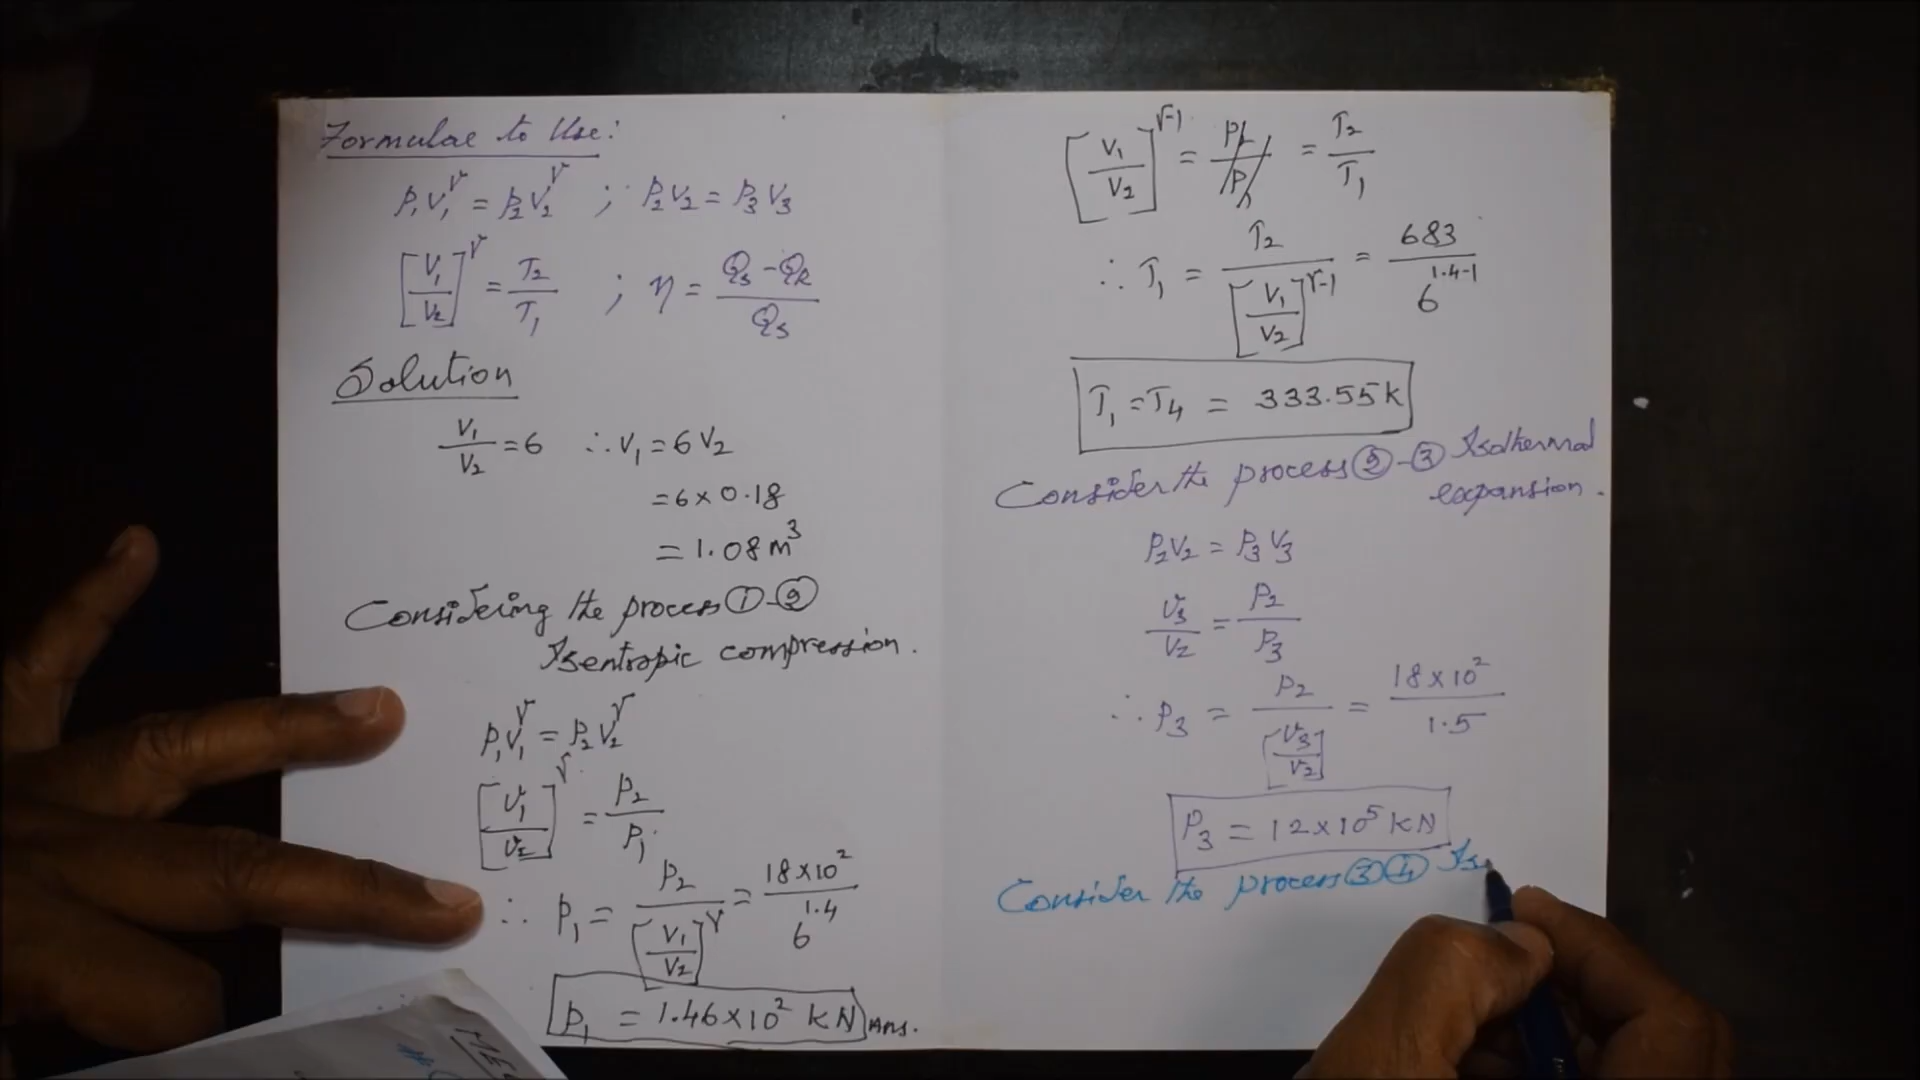 Formulae to Use:
P₁V₁^γ = P₂V₂^γ ; P₂V₂ = P₃V₃
[V₁/V₂]^γ = T₂/T₁ ; η = (Qs - QR)/Qs
Solution
V₁/V₂ = 6 ∴ V₁ = 6V₂
= 6 × 0.18
= 1.08 m³
Considering the process ①-②
Isentropic compression.
P₁V₁^γ = P₂V₂^γ
[V₁/V₂]^γ = P₂/P₁
∴ P₁ = P₂/[V₁/V₂]^γ = 18×10²/6^1.4
P₁ = 1.46×10² KN Ans.
[V₁/V₂]^(γ-1) = P₂/P₁ = T₂/T₁
∴ T₁ = T₂/[V₁/V₂]^(γ-1) = 683/6^(1.4-1)
T₁ = T₄ = 333.55K
Consider the process ②-③ Isothermal
expansion.
P₂V₂ = P₃V₃
V₃/V₂ = P₂/P₃
∴ P₃ = P₂/[V₃/V₂] = 18×10²/1.5
P₃ = 12×10⁵ KN
Consider the process ③④ Is